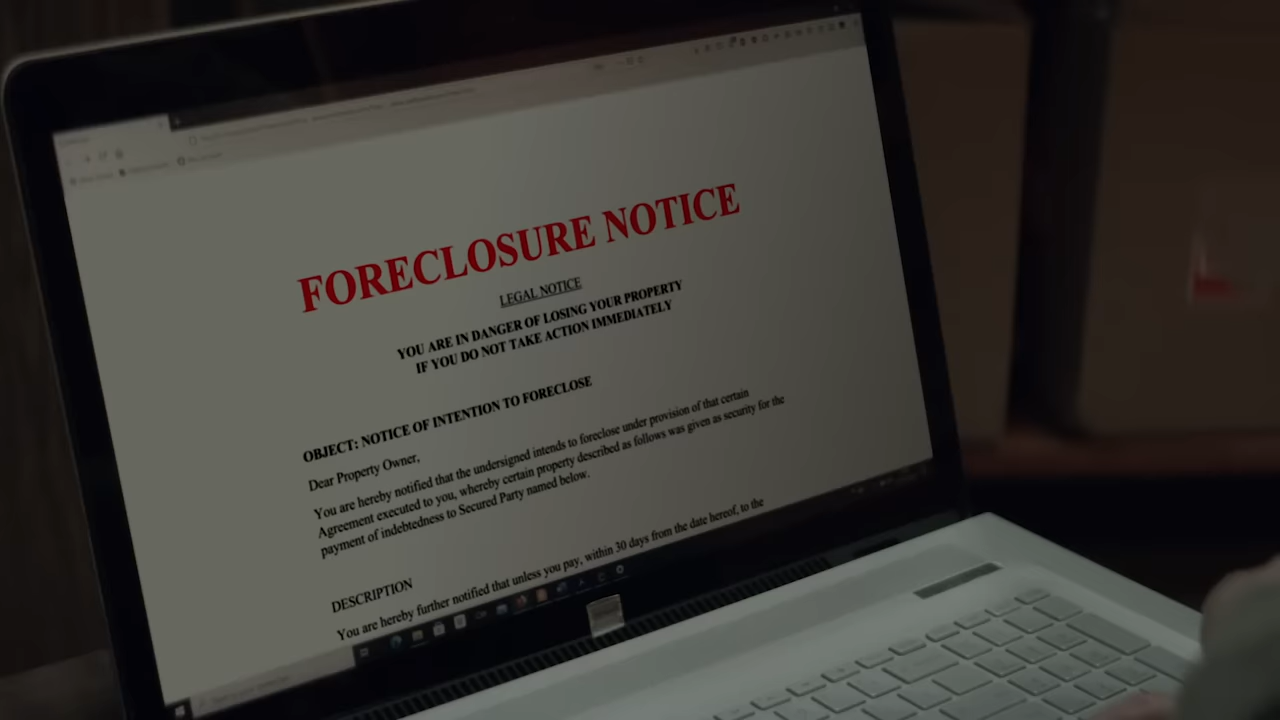 FORECLOSURE NOTICE
LEGAL NOTICE
YOU ARE IN DANGER OF LOSING YOUR PROPERTY
IF YOU DO NOT TAKE ACTION IMMEDIATELY
OBJECT: NOTICE OF INTENTION TO FORECLOSE
Dear Property Owner,
You are hereby notified that the undersigned intends to foreclose under provision of that certain
Agreement executed to you, whereby certain property described as follows was given as security for the
payment of indebtedness to Secured Party named below.
DESCRIPTION
You are hereby further notified that unless you pay, within 30 days from the date hereof, to the